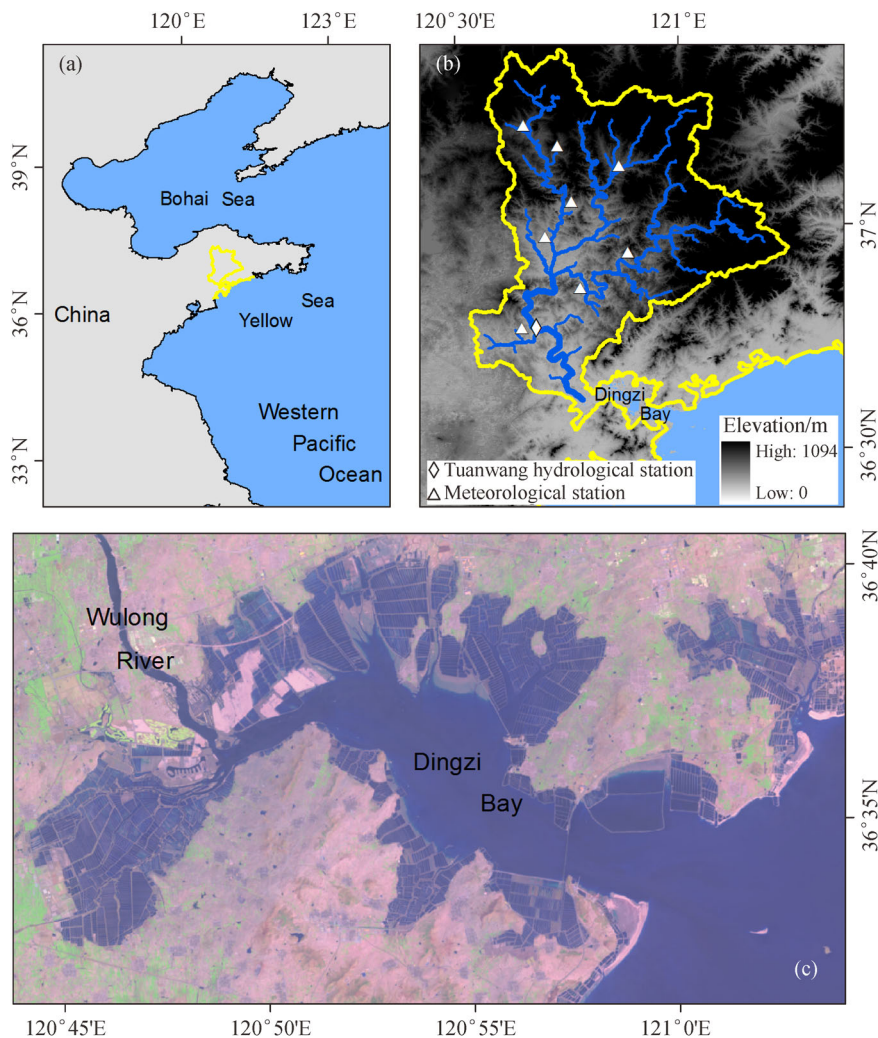 120°E
123°E
(a)
39°N
36°N
33°N
Bohai Sea
China
Sea
Yellow
Western
Pacific
Ocean
120°30′E
121°E
(b)
37°N
36°30′N
Dingzi
Bay
Elevation/m
High: 1094
Low: 0
Tuanwang hydrological station
Meteorological station
36°40'N
36°35'N
Wulong
River
Dingzi
Bay
(c)
120°45'E
120°50'E
120°55'E
121°0'E